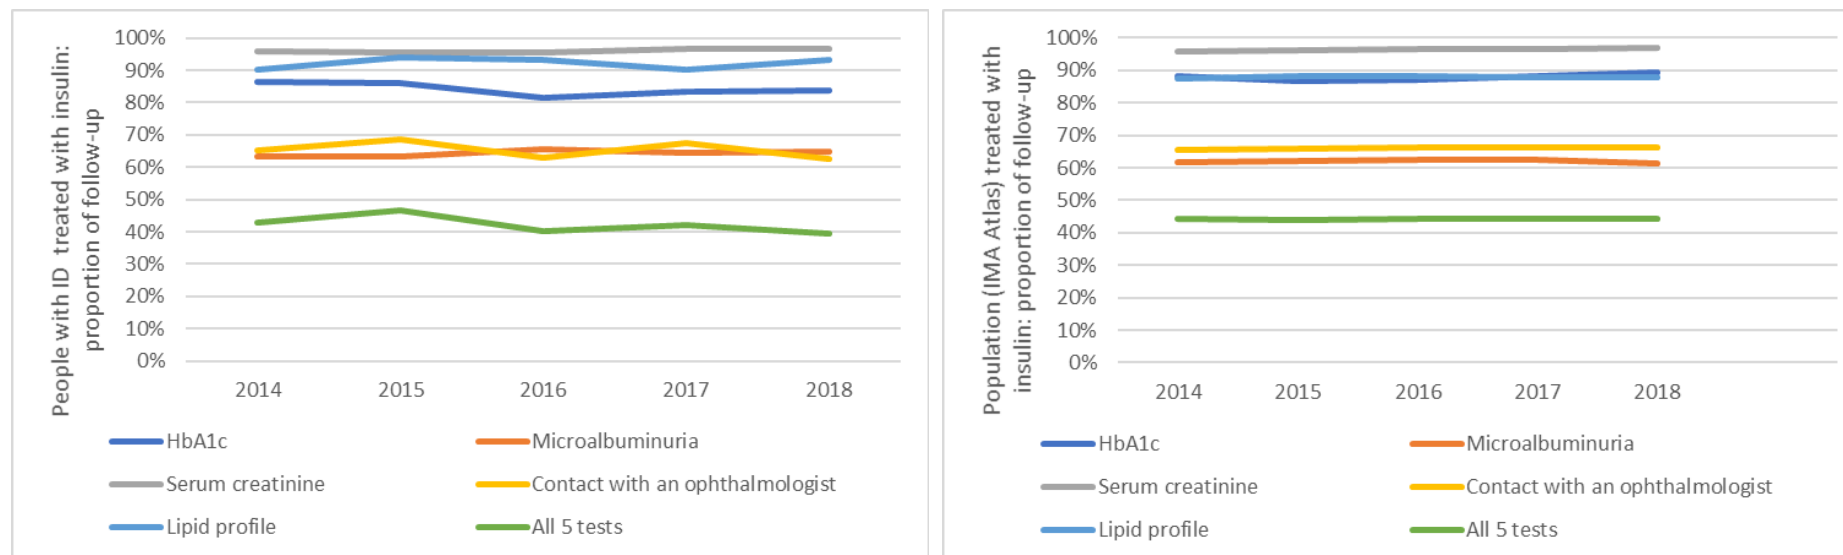 People with ID  treated with insulin:
proportion of follow-up
100%
90%
80%
70%
60%
50%
40%
30%
20%
10%
0%
2014 2015 2016 2017 2018
HbA1c Microalbuminuria
Serum creatinine Contact with an ophthalmologist
Lipid profile All 5 tests
Population (IMA Atlas) treated with
insulin: proportion of follow-up
100%
90%
80%
70%
60%
50%
40%
30%
20%
10%
0%
2014 2015 2016 2017 2018
HbA1c Microalbuminuria
Serum creatinine Contact with an ophthalmologist
Lipid profile All 5 tests